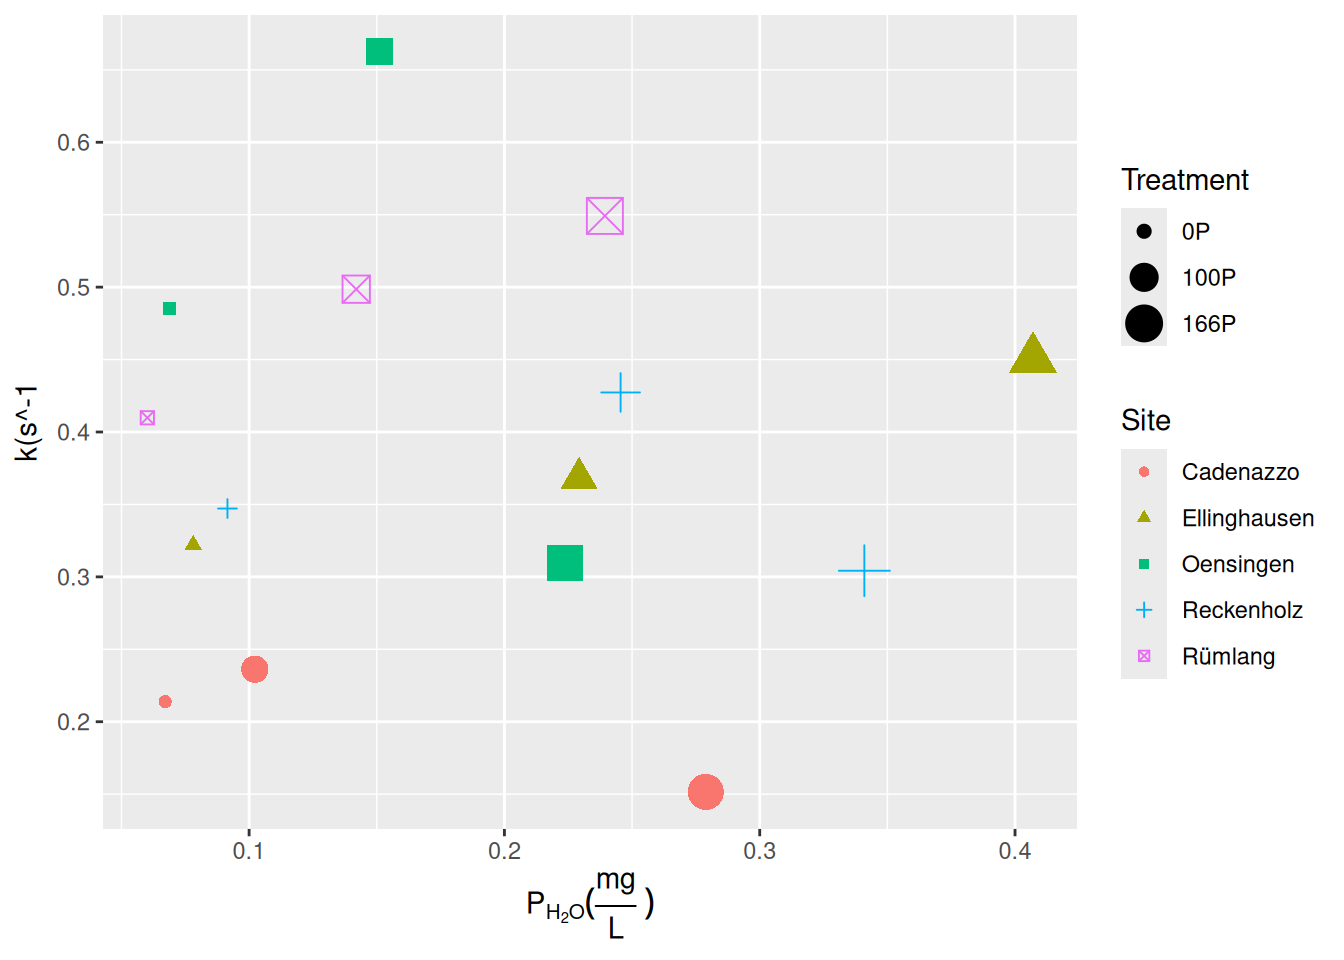 0.6
0.5
0.4
0.3
0.2
k(s^-1
0.1
0.2
0.3
0.4
P_H₂O(mg/L)
Treatment
0P
100P
166P
Site
Cadenazzo
Ellinghausen
Oensingen
Reckenholz
Rümlang